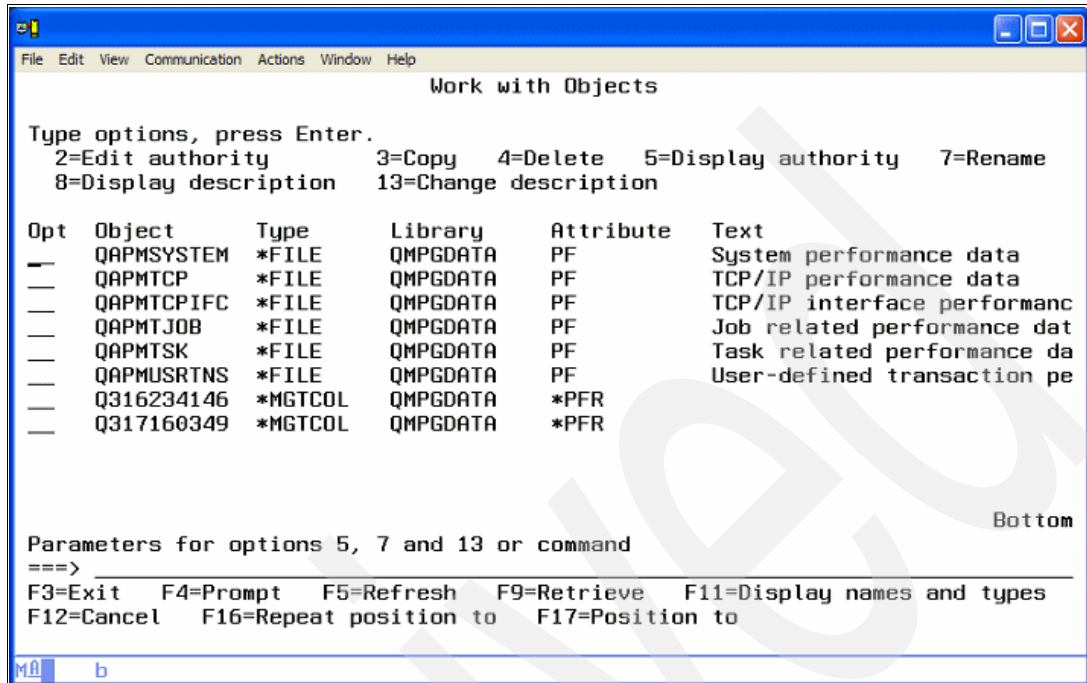 File Edit View Communication Actions Window Help
Work with Objects
Type options, press Enter.
2=Edit authority 3=Copy 4=Delete 5=Display authority 7=Rename
8=Display description 13=Change description
Opt Object Type Library Attribute Text
QAPMSYSTEM *FILE QMPGDATA PF System performance data
QAPMTCP *FILE QMPGDATA PF TCP/IP performance data
QAPMTCPIFC *FILE QMPGDATA PF TCP/IP interface performanc
QAPMTJOB *FILE QMPGDATA PF Job related performance dat
QAPMTSK *FILE QMPGDATA PF Task related performance da
QAPMUSRTNS *FILE QMPGDATA PF User-defined transaction pe
Q316234146 *MGTCOL QMPGDATA *PFR
Q317160349 *MGTCOL QMPGDATA *PFR
Bottom
Parameters for options 5, 7 and 13 or command
===>
F3=Exit F4=Prompt F5=Refresh F9=Retrieve F11=Display names and types
F12=Cancel F16=Repeat position to F17=Position to
MA b